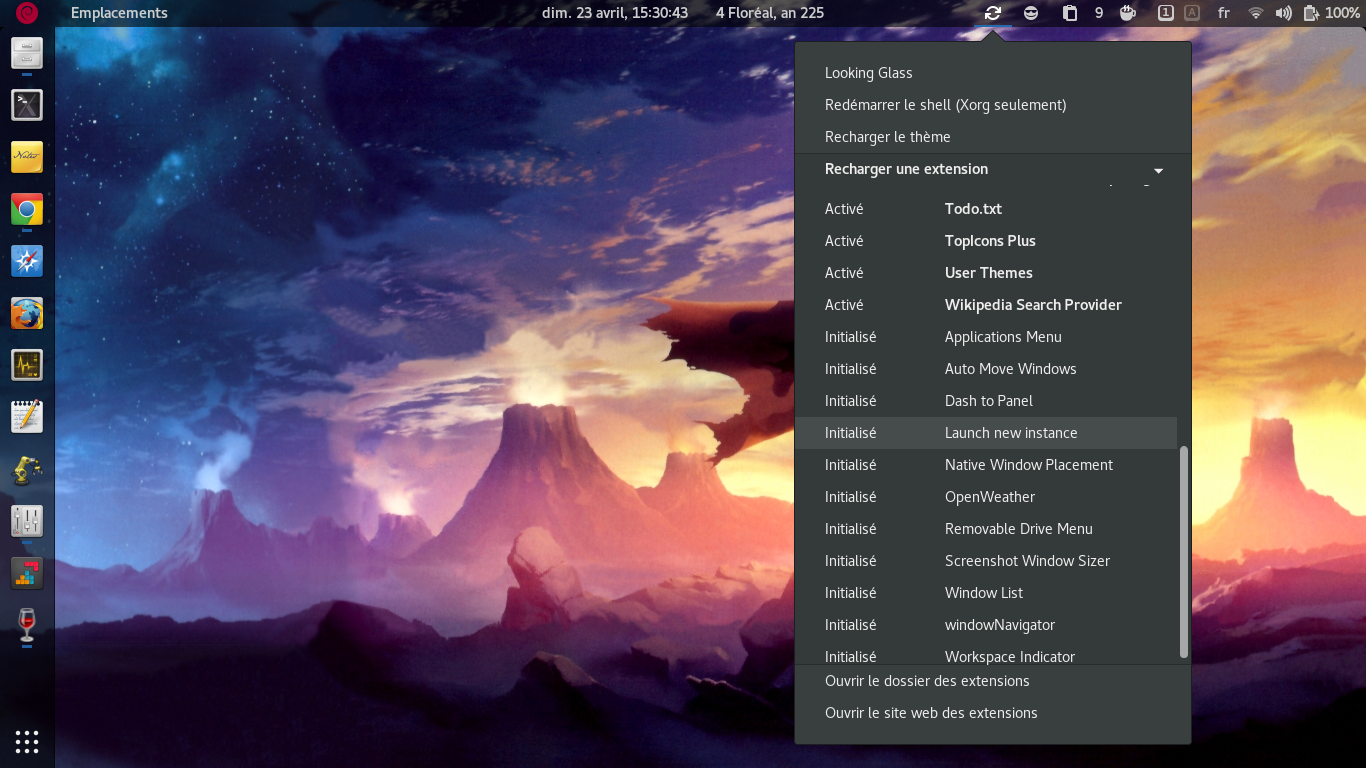 Emplacements dim. 23 avril, 15:30:43 4 Floréal, an 225 9 1 A fr 100%
Looking Glass
Redémarrer le shell (Xorg seulement)
Recharger le thème
Recharger une extension
Activé Todo.txt
Activé TopIcons Plus
Activé User Themes
Activé Wikipedia Search Provider
Initialisé Applications Menu
Initialisé Auto Move Windows
Initialisé Dash to Panel
Initialisé Launch new instance
Initialisé Native Window Placement
Initialisé OpenWeather
Initialisé Removable Drive Menu
Initialisé Screenshot Window Sizer
Initialisé Window List
Initialisé windowNavigator
Initialisé Workspace Indicator
Ouvrir le dossier des extensions
Ouvrir le site web des extensions
Notes